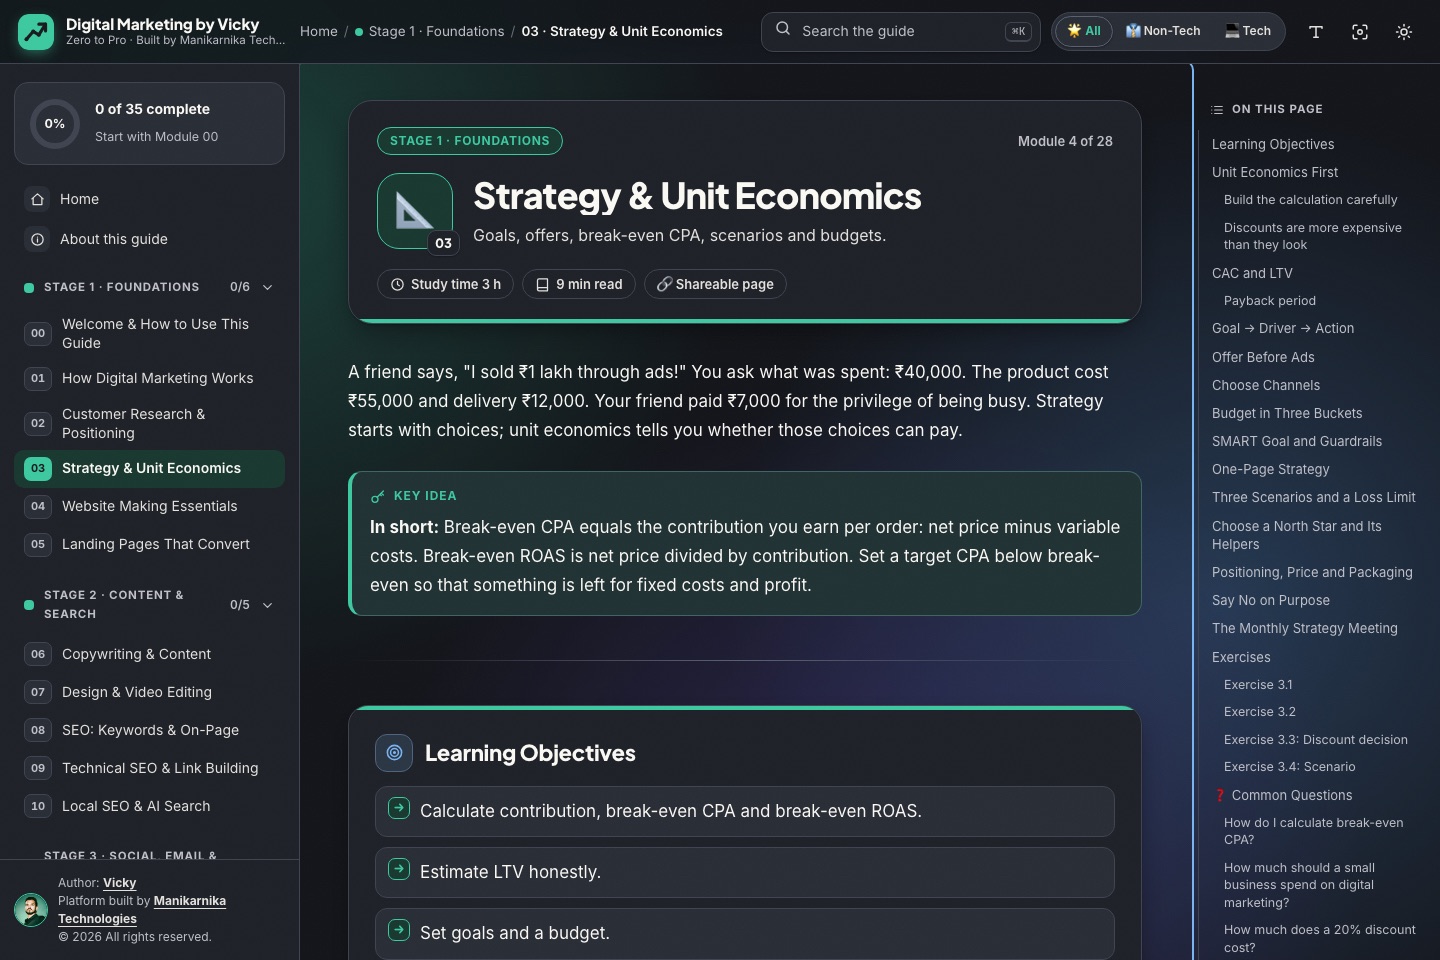 Digital Marketing by Vicky
Zero to Pro · Built by Manikarnika Tech...
Home / Stage 1 · Foundations / 03 · Strategy & Unit Economics
Search the guide
⌘K
All
Non-Tech
Tech
0%
0 of 35 complete
Start with Module 00
Home
About this guide
STAGE 1 · FOUNDATIONS 0/6
00 Welcome & How to Use This
Guide
01 How Digital Marketing Works
02 Customer Research &
Positioning
03 Strategy & Unit Economics
04 Website Making Essentials
05 Landing Pages That Convert
STAGE 2 · CONTENT &
SEARCH 0/5
06 Copywriting & Content
07 Design & Video Editing
08 SEO: Keywords & On-Page
09 Technical SEO & Link Building
10 Local SEO & AI Search
STAGE 3 · SOCIAL, EMAIL &
Author: Vicky
Platform built by Manikarnika
Technologies
© 2026 All rights reserved.
STAGE 1 · FOUNDATIONS
Module 4 of 28
03
Strategy & Unit Economics
Goals, offers, break-even CPA, scenarios and budgets.
Study time 3 h
9 min read
Shareable page
A friend says, "I sold ₹1 lakh through ads!" You ask what was spent: ₹40,000. The product cost
₹55,000 and delivery ₹12,000. Your friend paid ₹7,000 for the privilege of being busy. Strategy
starts with choices; unit economics tells you whether those choices can pay.
KEY IDEA
In short: Break-even CPA equals the contribution you earn per order: net price minus variable
costs. Break-even ROAS is net price divided by contribution. Set a target CPA below break-
even so that something is left for fixed costs and profit.
Learning Objectives
Calculate contribution, break-even CPA and break-even ROAS.
Estimate LTV honestly.
Set goals and a budget.
ON THIS PAGE
Learning Objectives
Unit Economics First
Build the calculation carefully
Discounts are more expensive
than they look
CAC and LTV
Payback period
Goal → Driver → Action
Offer Before Ads
Choose Channels
Budget in Three Buckets
SMART Goal and Guardrails
One-Page Strategy
Three Scenarios and a Loss Limit
Choose a North Star and Its
Helpers
Positioning, Price and Packaging
Say No on Purpose
The Monthly Strategy Meeting
Exercises
Exercise 3.1
Exercise 3.2
Exercise 3.3: Discount decision
Exercise 3.4: Scenario
❓ Common Questions
How do I calculate break-even
CPA?
How much should a small
business spend on digital
marketing?
How much does a 20% discount
cost?